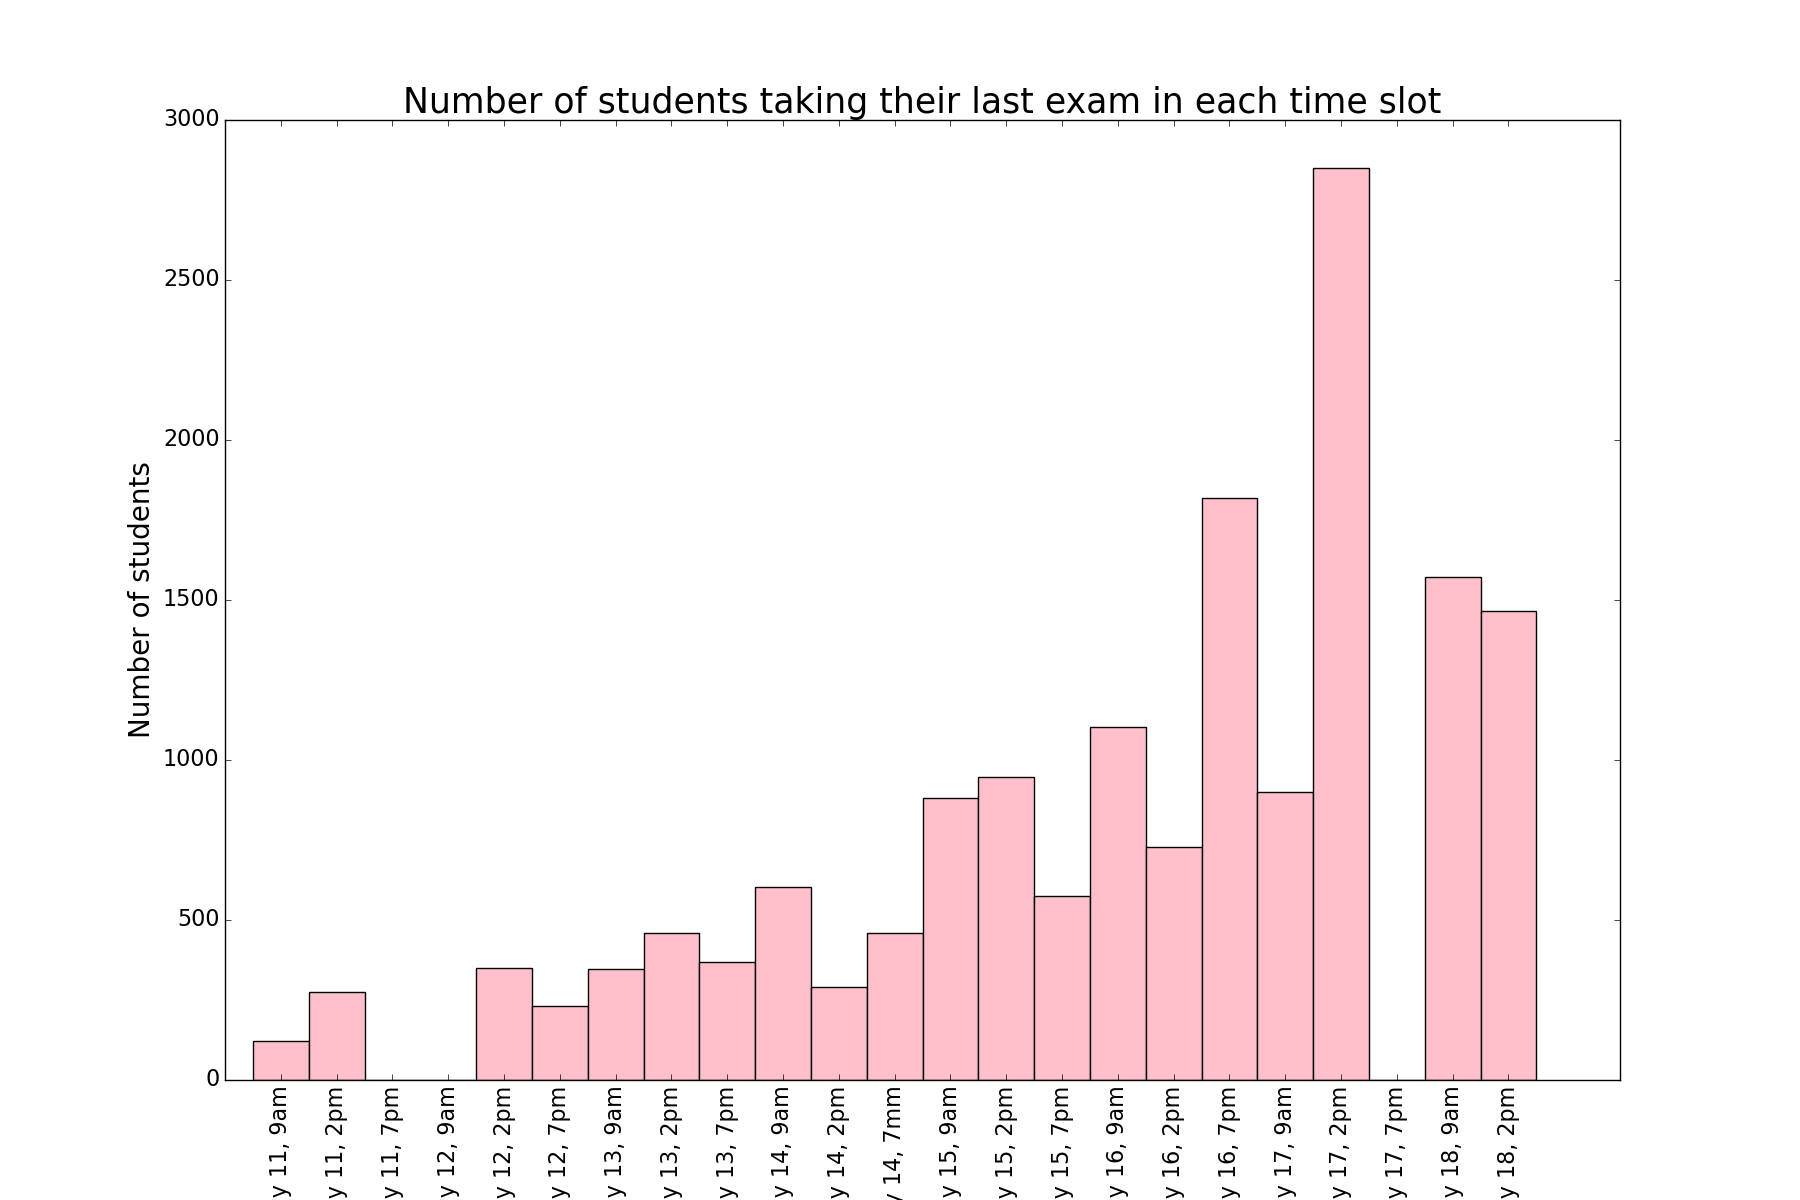 Number of students taking their last exam in each time slot
3000
2500
2000
1500
1000
500
0
Number of students
y 11, 9am
y 11, 2pm
y 11, 7pm
y 12, 9am
y 12, 2pm
y 12, 7pm
y 13, 9am
y 13, 2pm
y 13, 7pm
y 14, 9am
y 14, 2pm
y 14, 7mm
y 15, 9am
y 15, 2pm
y 15, 7pm
y 16, 9am
y 16, 2pm
y 16, 7pm
y 17, 9am
y 17, 2pm
y 17, 7pm
y 18, 9am
y 18, 2pm